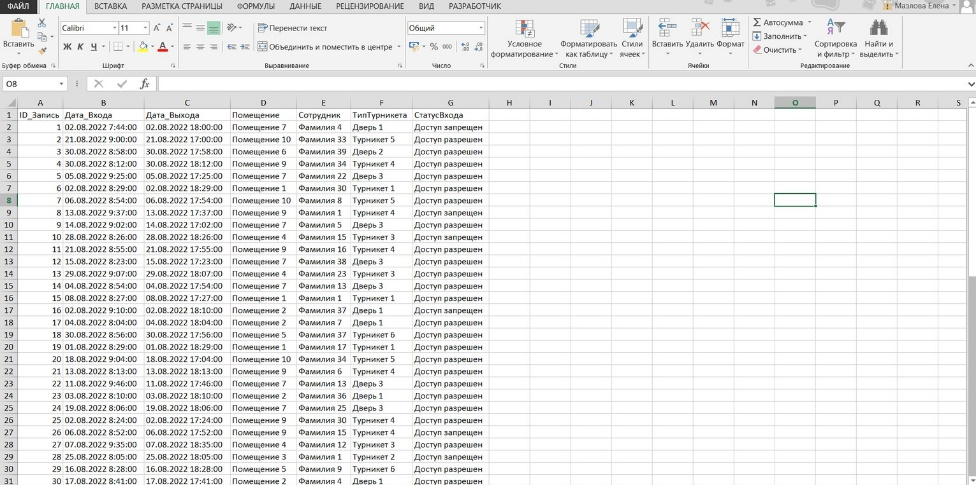 ФАЙЛ ГЛАВНАЯ ВСТАВКА РАЗМЕТКА СТРАНИЦЫ ФОРМУЛЫ ДАННЫЕ РЕЦЕНЗИРОВАНИЕ ВИД РАЗРАБОТЧИК Мазлова Елена
Вставить Calibri 11 Перенести текст Общий Условное форматирование Форматировать как таблицу Стили ячеек Вставить Удалить Формат Автосумма Заполнить Очистить Сортировка и фильтр Найти и выделить
Ж К Ч Объединить и поместить в центре % 000
Буфер обмена Шрифт Выравнивание Число Стили Ячейки Редактирование
O8 fx
A B C D E F G H I J K L M N O P Q R S
1 ID_Запись Дата_Входа Дата_Выхода Помещение Сотрудник ТипТурникета СтатусВхода
2 1 02.08.2022 7:44:00 02.08.2022 18:00:00 Помещение 7 Фамилия 4 Дверь 1 Доступ запрещен
3 2 21.08.2022 9:00:00 21.08.2022 17:00:00 Помещение 10 Фамилия 33 Турникет 5 Доступ разрешен
4 3 30.08.2022 8:58:00 30.08.2022 17:58:00 Помещение 6 Фамилия 39 Дверь 2 Доступ разрешен
5 4 30.08.2022 8:12:00 30.08.2022 18:12:00 Помещение 9 Фамилия 34 Турникет 4 Доступ разрешен
6 5 05.08.2022 9:25:00 05.08.2022 17:25:00 Помещение 7 Фамилия 22 Дверь 3 Доступ разрешен
7 6 02.08.2022 8:29:00 02.08.2022 18:29:00 Помещение 1 Фамилия 30 Турникет 1 Доступ разрешен
8 7 06.08.2022 8:54:00 06.08.2022 17:54:00 Помещение 10 Фамилия 8 Турникет 5 Доступ разрешен
9 8 13.08.2022 9:37:00 13.08.2022 17:37:00 Помещение 9 Фамилия 1 Турникет 4 Доступ запрещен
10 9 14.08.2022 9:02:00 14.08.2022 17:02:00 Помещение 7 Фамилия 5 Дверь 3 Доступ разрешен
11 10 28.08.2022 8:26:00 28.08.2022 18:26:00 Помещение 4 Фамилия 15 Турникет 3 Доступ запрещен
12 11 21.08.2022 8:55:00 21.08.2022 17:55:00 Помещение 9 Фамилия 16 Турникет 4 Доступ разрешен
13 12 15.08.2022 8:23:00 15.08.2022 17:23:00 Помещение 7 Фамилия 38 Дверь 3 Доступ разрешен
14 13 29.08.2022 9:07:00 29.08.2022 18:07:00 Помещение 4 Фамилия 23 Турникет 3 Доступ разрешен
15 14 04.08.2022 8:54:00 04.08.2022 17:54:00 Помещение 7 Фамилия 13 Дверь 3 Доступ разрешен
16 15 08.08.2022 8:27:00 08.08.2022 17:27:00 Помещение 1 Фамилия 1 Турникет 1 Доступ разрешен
17 16 02.08.2022 9:10:00 02.08.2022 18:10:00 Помещение 2 Фамилия 37 Дверь 1 Доступ запрещен
18 17 04.08.2022 8:04:00 04.08.2022 18:04:00 Помещение 2 Фамилия 7 Дверь 1 Доступ разрешен
19 18 30.08.2022 8:56:00 30.08.2022 17:56:00 Помещение 5 Фамилия 37 Турникет 6 Доступ разрешен
20 19 01.08.2022 8:29:00 01.08.2022 18:29:00 Помещение 1 Фамилия 17 Турникет 1 Доступ разрешен
21 20 18.08.2022 9:04:00 18.08.2022 17:04:00 Помещение 10 Фамилия 34 Турникет 5 Доступ разрешен
22 21 13.08.2022 8:13:00 13.08.2022 18:13:00 Помещение 9 Фамилия 6 Турникет 4 Доступ разрешен
23 22 11.08.2022 9:46:00 11.08.2022 17:46:00 Помещение 7 Фамилия 13 Дверь 3 Доступ разрешен
24 23 03.08.2022 8:10:00 03.08.2022 18:10:00 Помещение 2 Фамилия 36 Дверь 1 Доступ разрешен
25 24 19.08.2022 8:06:00 19.08.2022 18:06:00 Помещение 7 Фамилия 25 Дверь 3 Доступ разрешен
26 25 02.08.2022 8:24:00 02.08.2022 17:24:00 Помещение 9 Фамилия 30 Турникет 4 Доступ разрешен
27 26 06.08.2022 8:52:00 06.08.2022 17:52:00 Помещение 9 Фамилия 15 Турникет 4 Доступ запрещен
28 27 07.08.2022 9:35:00 07.08.2022 18:35:00 Помещение 4 Фамилия 12 Турникет 3 Доступ разрешен
29 28 25.08.2022 8:05:00 25.08.2022 18:05:00 Помещение 3 Фамилия 1 Турникет 2 Доступ запрещен
30 29 16.08.2022 8:28:00 16.08.2022 18:28:00 Помещение 5 Фамилия 9 Турникет 6 Доступ разрешен
31 30 17.08.2022 8:41:00 17.08.2022 17:41:00 Помещение 2 Фамилия 4 Дверь 1 Доступ разрешен